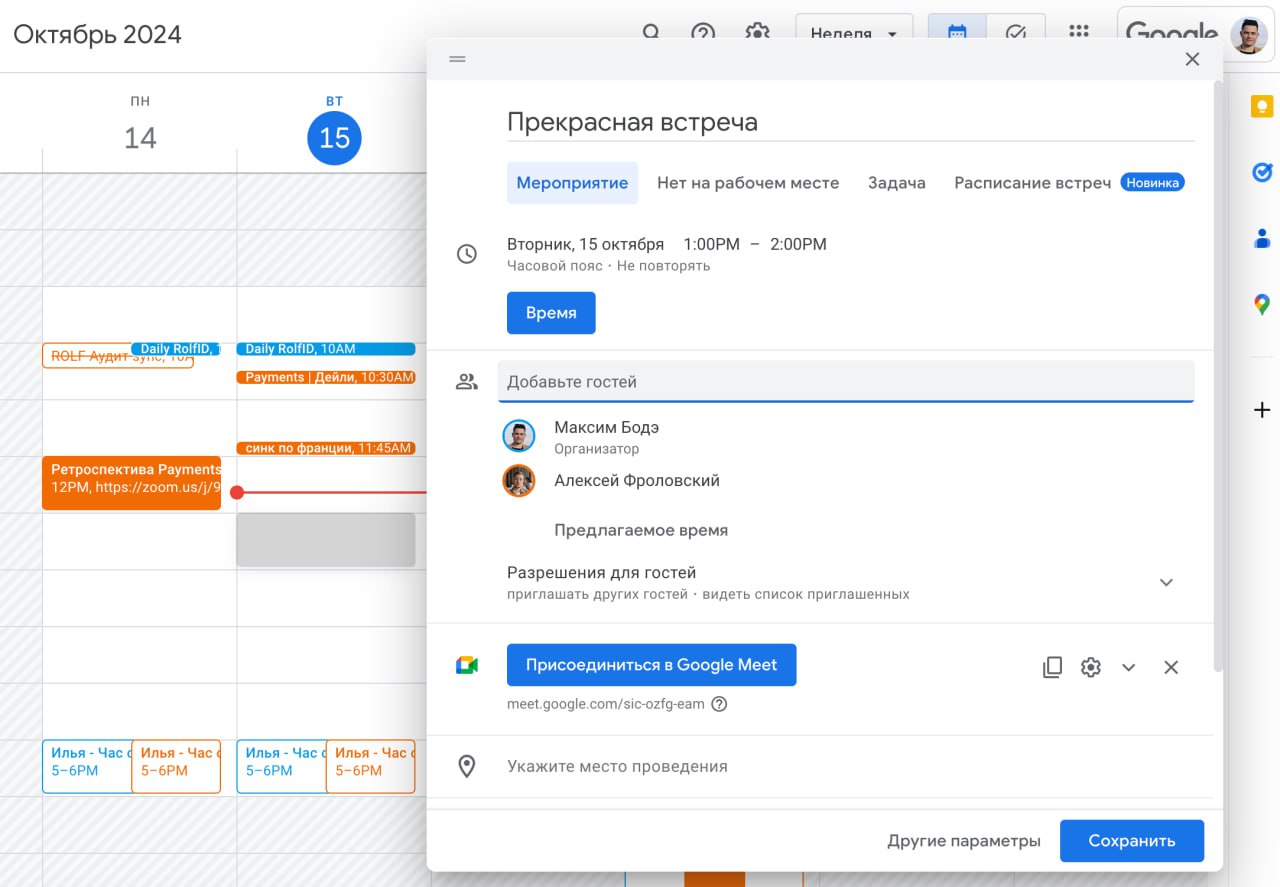 Октябрь 2024
Неделя
Google
ПН
14
ВТ
15
ROLF Аудит sync, 10A
Daily RolfID, 1
Daily RolfID, 10AM
Payments | Дейли, 10:30AM
синк по франции, 11:45AM
Ретроспектива Payments
12PM, https://zoom.us/j/9
Илья - Час с
5–6PM
Илья - Час с
5–6PM
Илья - Час с
5–6PM
Илья - Час с
5–6PM
Прекрасная встреча
Мероприятие Нет на рабочем месте Задача Расписание встреч Новинка
Вторник, 15 октября 1:00PM – 2:00PM
Часовой пояс · Не повторять
Время
Добавьте гостей
Максим Бодэ
Организатор
Алексей Фроловский
Предлагаемое время
Разрешения для гостей
приглашать других гостей · видеть список приглашенных
Присоединиться в Google Meet
meet.google.com/sic-ozfg-eam
Укажите место проведения
Другие параметры Сохранить